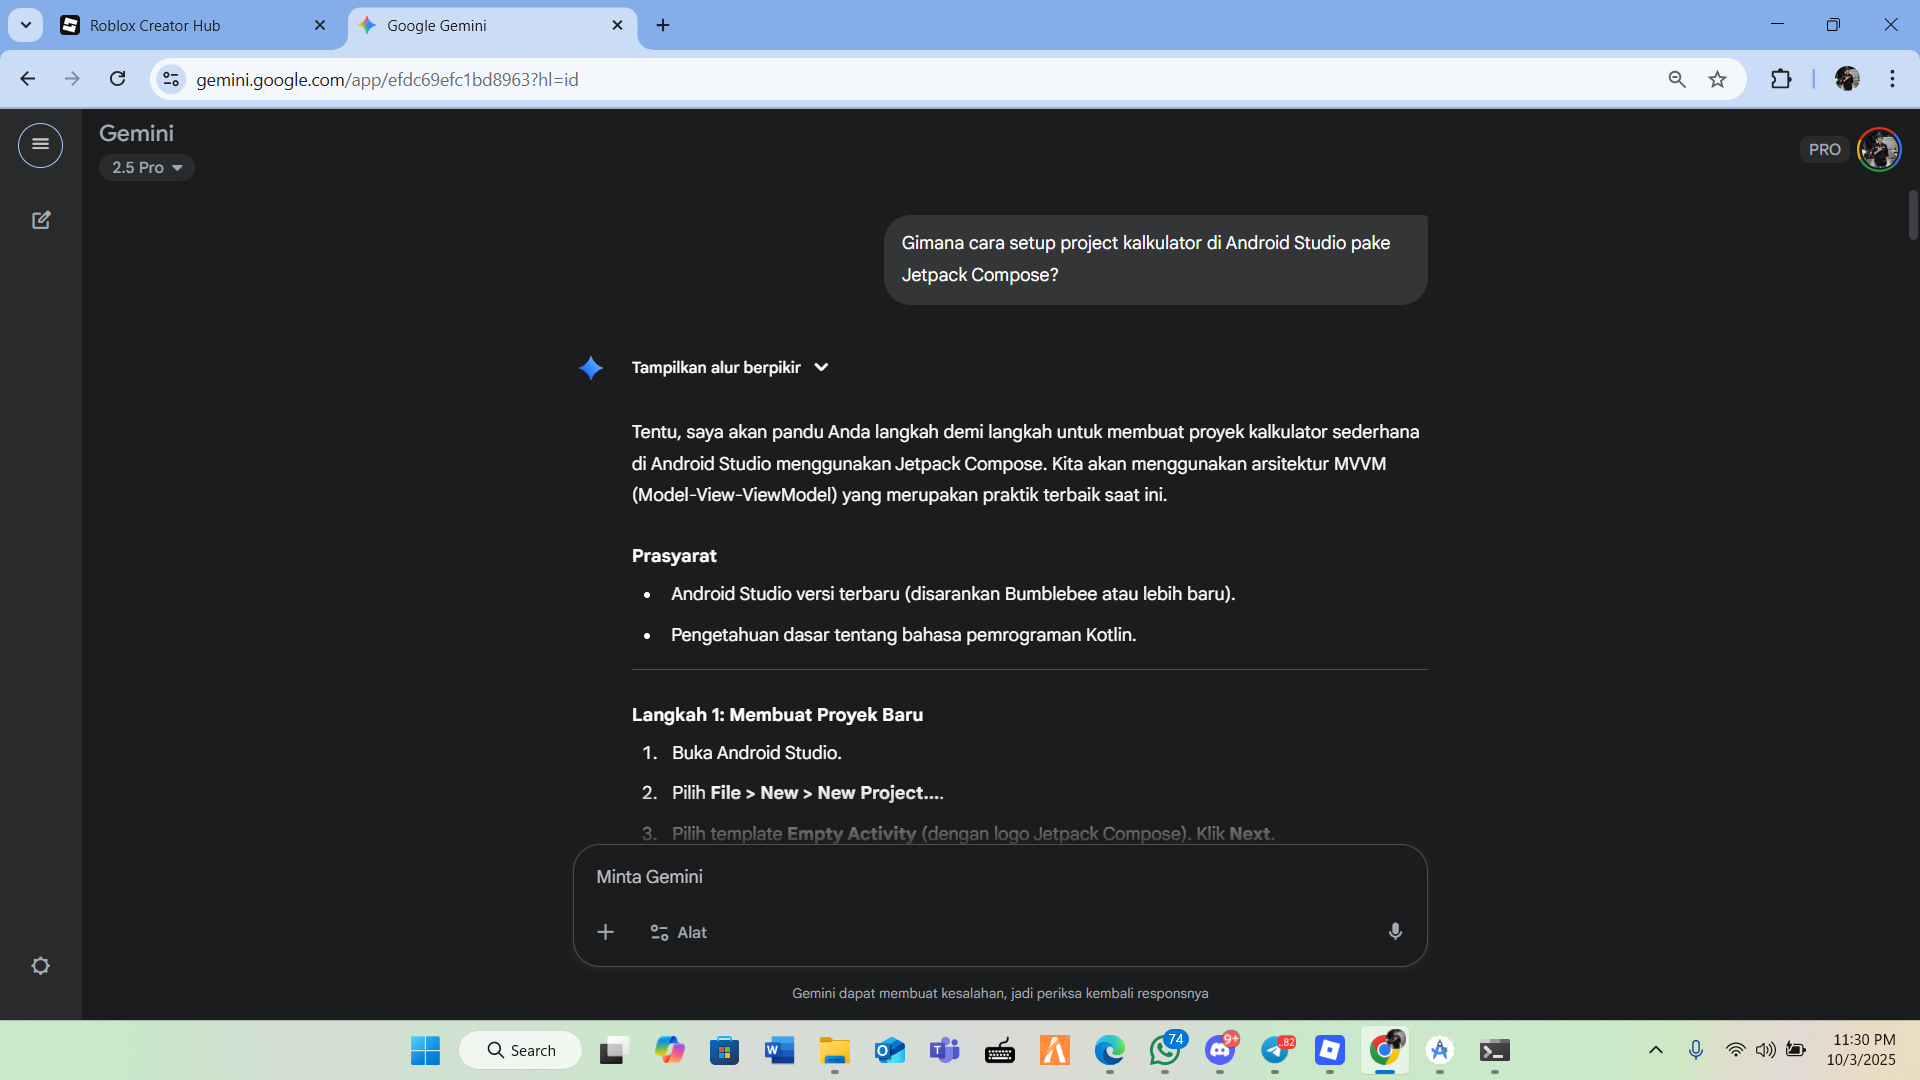 Roblox Creator Hub
Google Gemini
gemini.google.com/app/efdc69efc1bd8963?hl=id
Gemini
2.5 Pro
PRO
Gimana cara setup project kalkulator di Android Studio pake
Jetpack Compose?
Tampilkan alur berpikir
Tentu, saya akan pandu Anda langkah demi langkah untuk membuat proyek kalkulator sederhana
di Android Studio menggunakan Jetpack Compose. Kita akan menggunakan arsitektur MVVM
(Model-View-ViewModel) yang merupakan praktik terbaik saat ini.
Prasyarat
• Android Studio versi terbaru (disarankan Bumblebee atau lebih baru).
• Pengetahuan dasar tentang bahasa pemrograman Kotlin.
Langkah 1: Membuat Proyek Baru
1. Buka Android Studio.
2. Pilih File > New > New Project....
3. Pilih template Empty Activity (dengan logo Jetpack Compose). Klik Next.
Minta Gemini
Alat
Gemini dapat membuat kesalahan, jadi periksa kembali responsnya
Search
74
9+
82
11:30 PM
10/3/2025